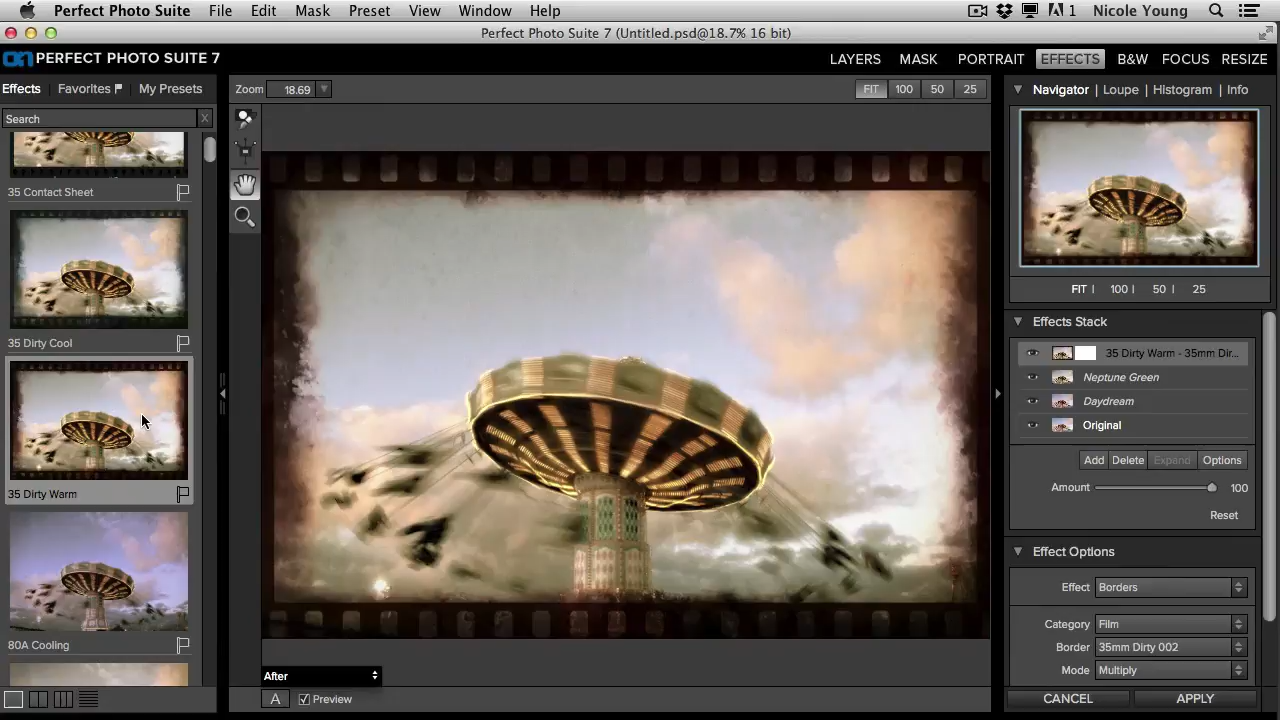 Perfect Photo Suite File Edit Mask Preset View Window Help 1 Nicole Young
Perfect Photo Suite 7 (Untitled.psd@18.7% 16 bit)
on PERFECT PHOTO SUITE 7 LAYERS MASK PORTRAIT EFFECTS B&W FOCUS RESIZE
Effects Favorites My Presets
Zoom 18.69 FIT 100 50 25
Navigator | Loupe | Histogram | Info
Search X
35 Contact Sheet
35 Dirty Cool
35 Dirty Warm
80A Cooling
After
A Preview
FIT | 100 | 50 | 25
Effects Stack
35 Dirty Warm - 35mm Dir...
Neptune Green
Daydream
Original
Add Delete Expand Options
Amount 100
Reset
Effect Options
Effect Borders
Category Film
Border 35mm Dirty 002
Mode Multiply
CANCEL APPLY